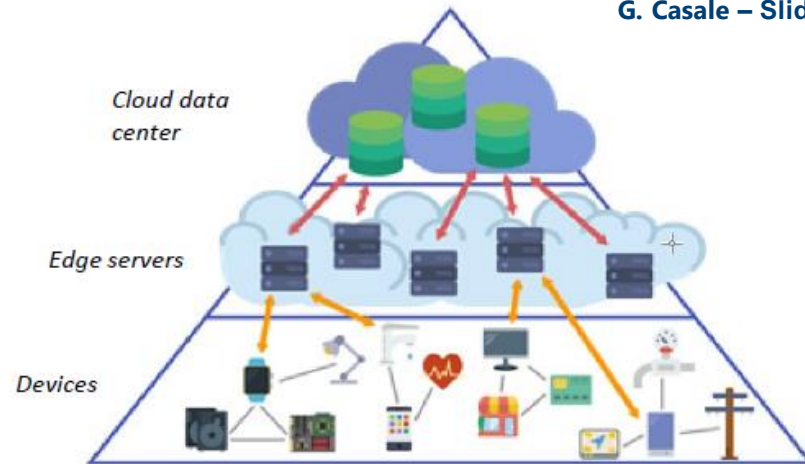 G. Casale – Slid
Cloud data
center
Edge servers
Devices